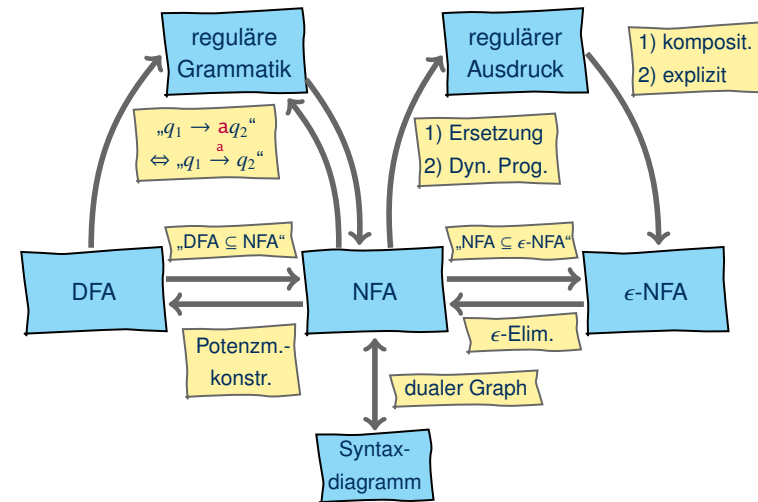 reguläre
Grammatik
regulärer
Ausdruck
1) komposit.
2) explizit
„q₁ → aq₂“
⇔ „q₁ →ᵃ q₂“
1) Ersetzung
2) Dyn. Prog.
„DFA ⊆ NFA“
„NFA ⊆ ϵ-NFA“
DFA
NFA
ϵ-NFA
Potenzm.-
konstr.
ϵ-Elim.
dualer Graph
Syntax-
diagramm